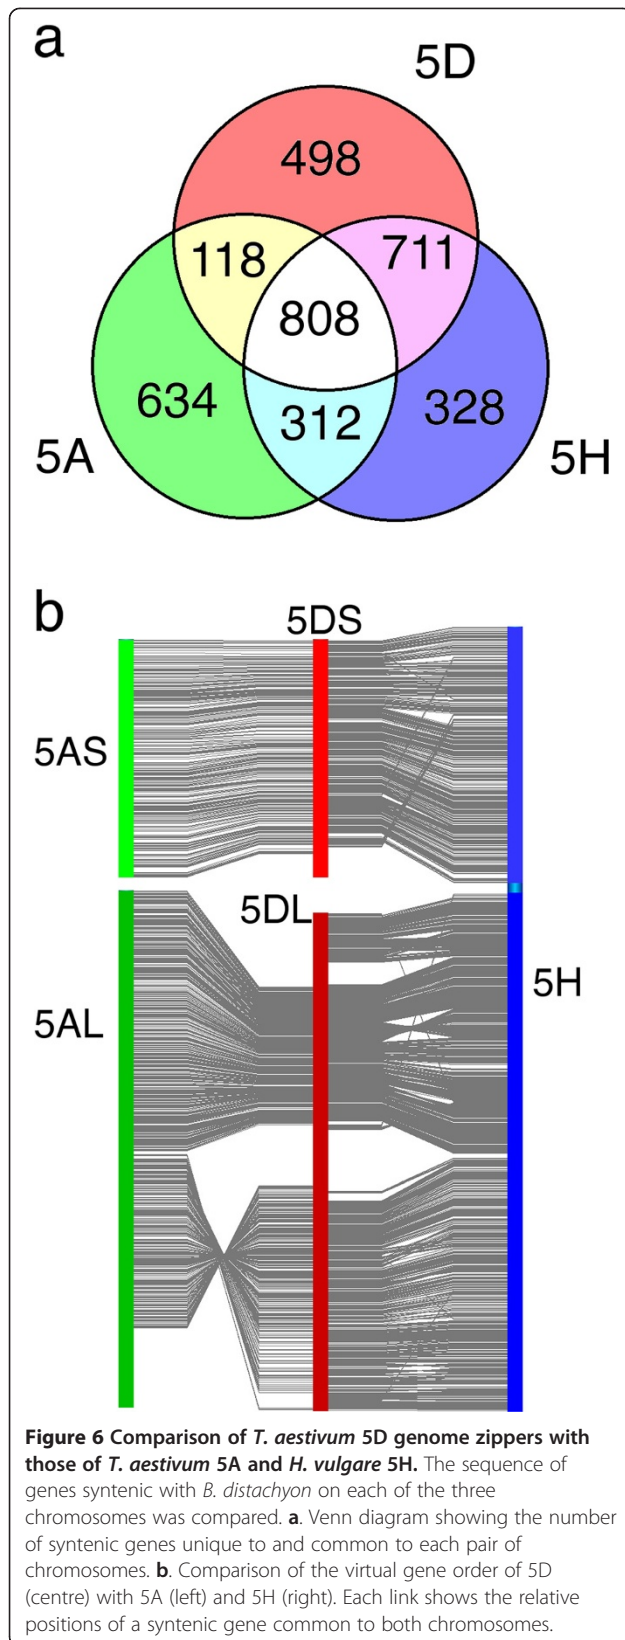 a
5D
498
118
711
808
634
312
328
5A
5H
b
5DS
5AS
5DL
5H
5AL
Figure 6 Comparison of T. aestivum 5D genome zippers with
those of T. aestivum 5A and H. vulgare 5H. The sequence of
genes syntenic with B. distachyon on each of the three
chromosomes was compared. a. Venn diagram showing the number
of syntenic genes unique to and common to each pair of
chromosomes. b. Comparison of the virtual gene order of 5D
(centre) with 5A (left) and 5H (right). Each link shows the relative
positions of a syntenic gene common to both chromosomes.